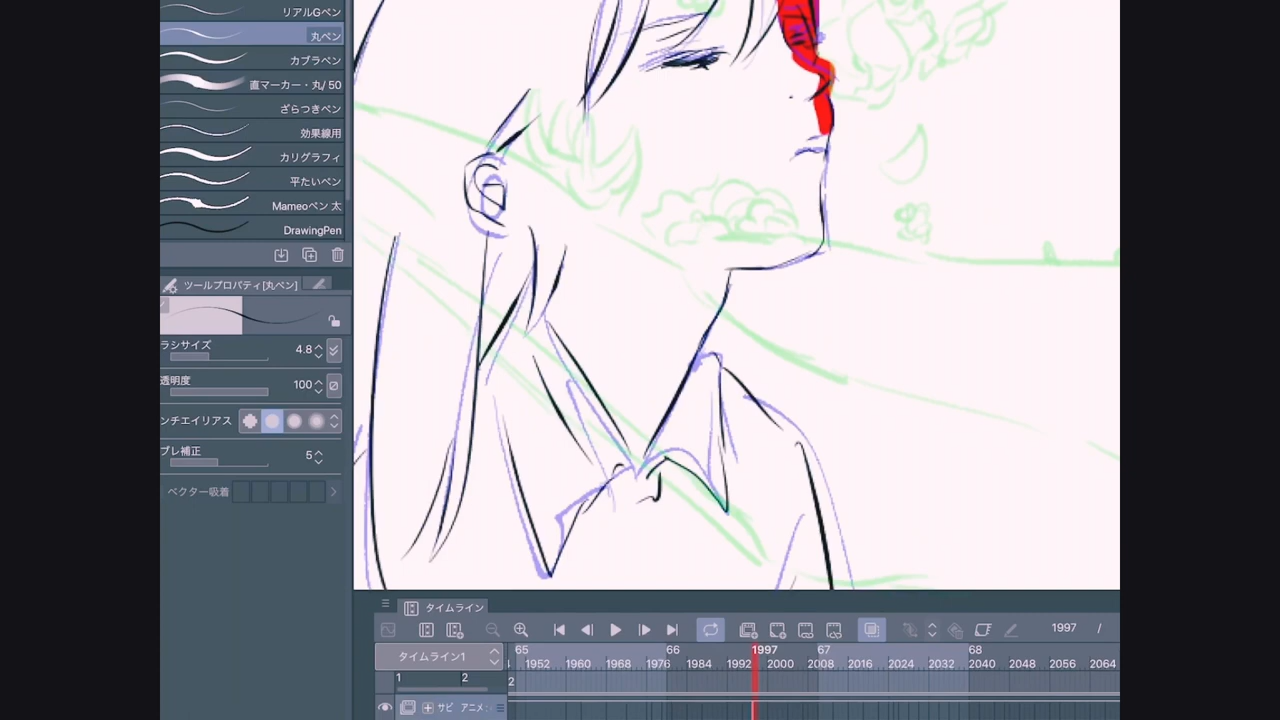 リアルGペン
丸ペン
カブラペン
直マーカー・丸/ 50
ざらつきペン
効果線用
カリグラフィ
平たいペン
Mameoペン 太
DrawingPen
ツールプロパティ[丸ペン]
ラシサイズ 4.8
透明度 100
ンチエイリアス
ブレ補正 5
ベクター吸着
タイムライン
1997 /
タイムライン1
65 66 1997 67 68
1952 1960 1968 1976 1984 1992 2000 2008 2016 2024 2032 2040 2048 2056 2064
1 2 2
サビ アニメ: